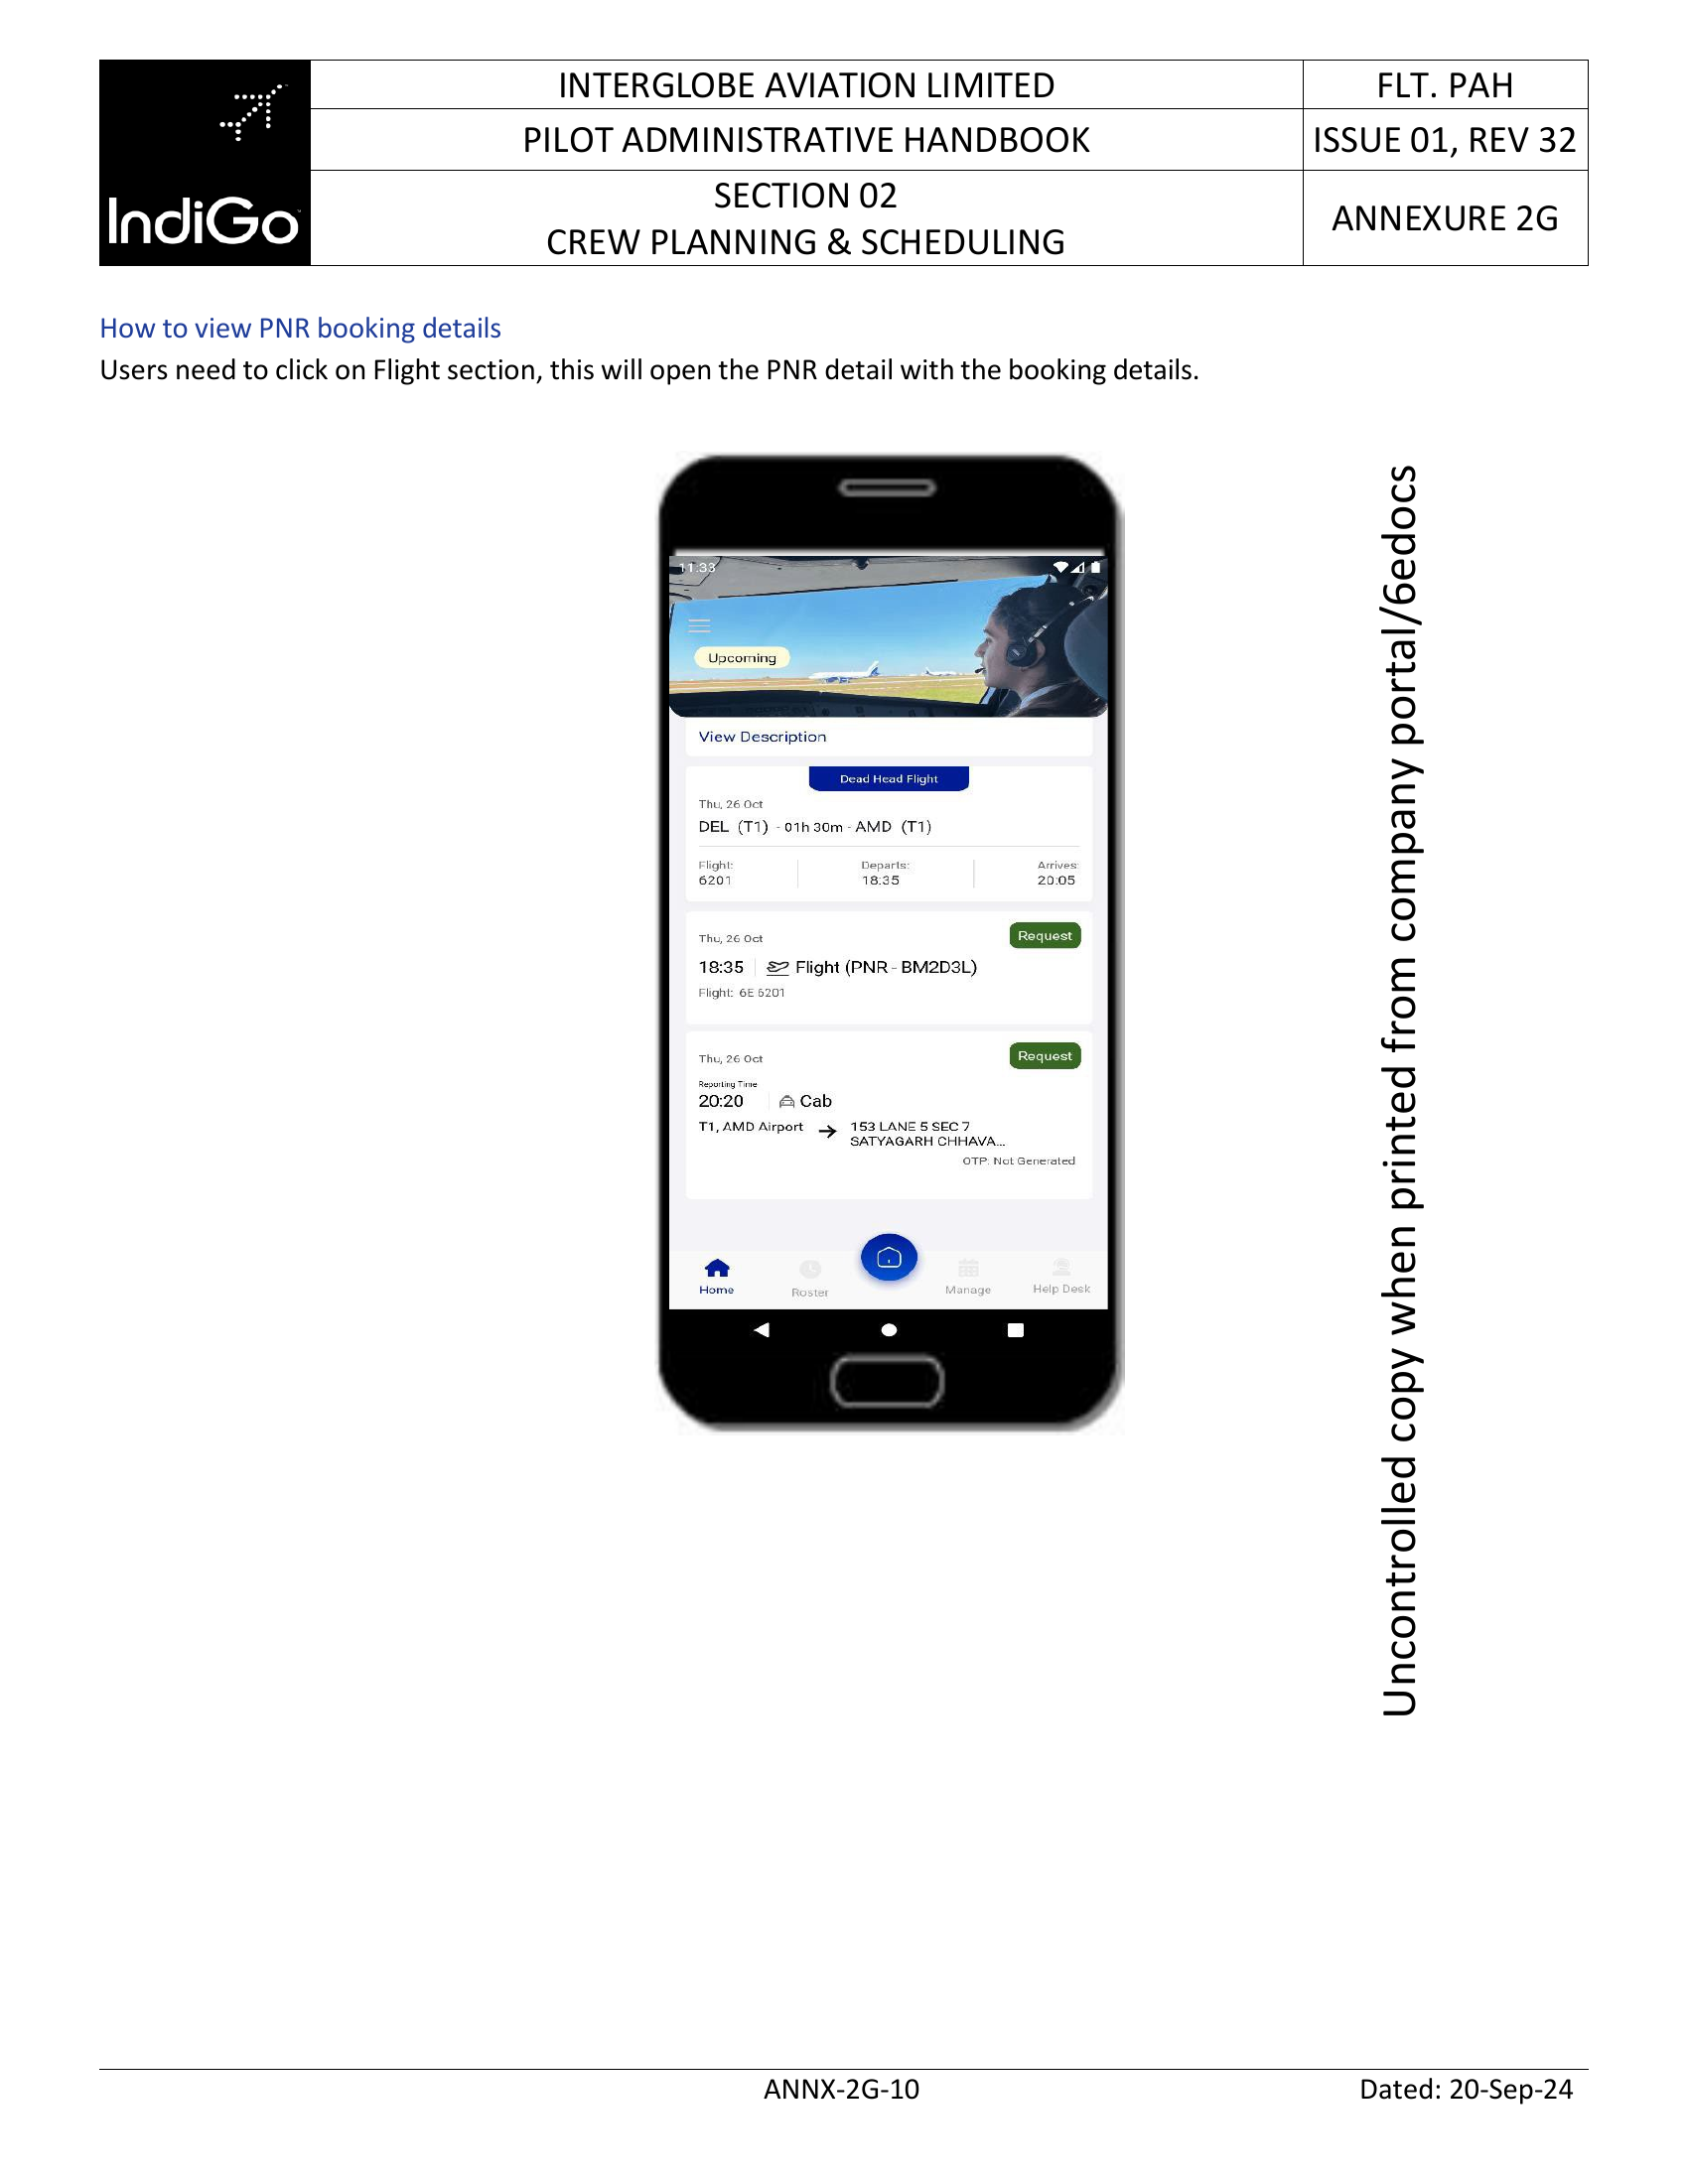 IndiGo
INTERGLOBE AVIATION LIMITED
FLT. PAH
PILOT ADMINISTRATIVE HANDBOOK
ISSUE 01, REV 32
SECTION 02
CREW PLANNING & SCHEDULING
ANNEXURE 2G
How to view PNR booking details
Users need to click on Flight section, this will open the PNR detail with the booking details.
11:33
Upcoming
View Description
Dead Head Flight
Thu, 26 Oct
DEL (T1) - 01h 30m - AMD (T1)
Flight: Departs: Arrives:
6201 18:35 20:05
Thu, 26 Oct Request
18:35 Flight (PNR - BM2D3L)
Flight: 6E 6201
Thu, 26 Oct Request
Reporting Time
20:20 Cab
T1, AMD Airport → 153 LANE 5 SEC 7
SATYAGARH CHHAVA...
OTP: Not Generated
Home Roster Manage Help Desk
Uncontrolled copy when printed from company portal/6edocs
ANNX-2G-10 Dated: 20-Sep-24